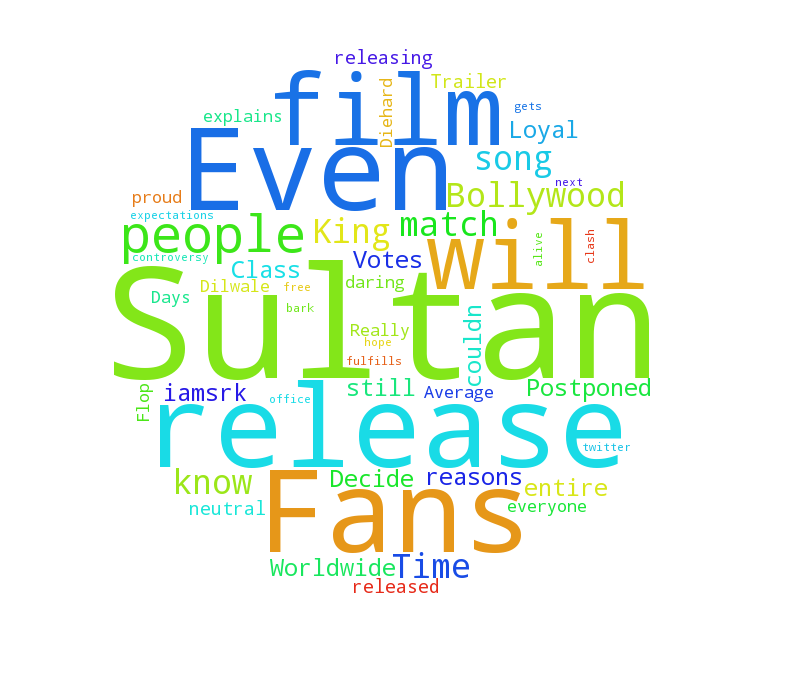 releasing
film
Trailer
Diehard
gets
explains
Loyal
Even
song
next
proud
Bollywood
expectations
people
King
match
will
alive
clash
controversy
Class
Votes
Sultan
Days
Dilwale
free
daring
bark
couldn
Really
hope
fulfills
Flop
iamsrk
office
still
Average
Postponed
release
twitter
know
Decide
reasons
entire
neutral
Fans
everyone
Worldwide
Time
released